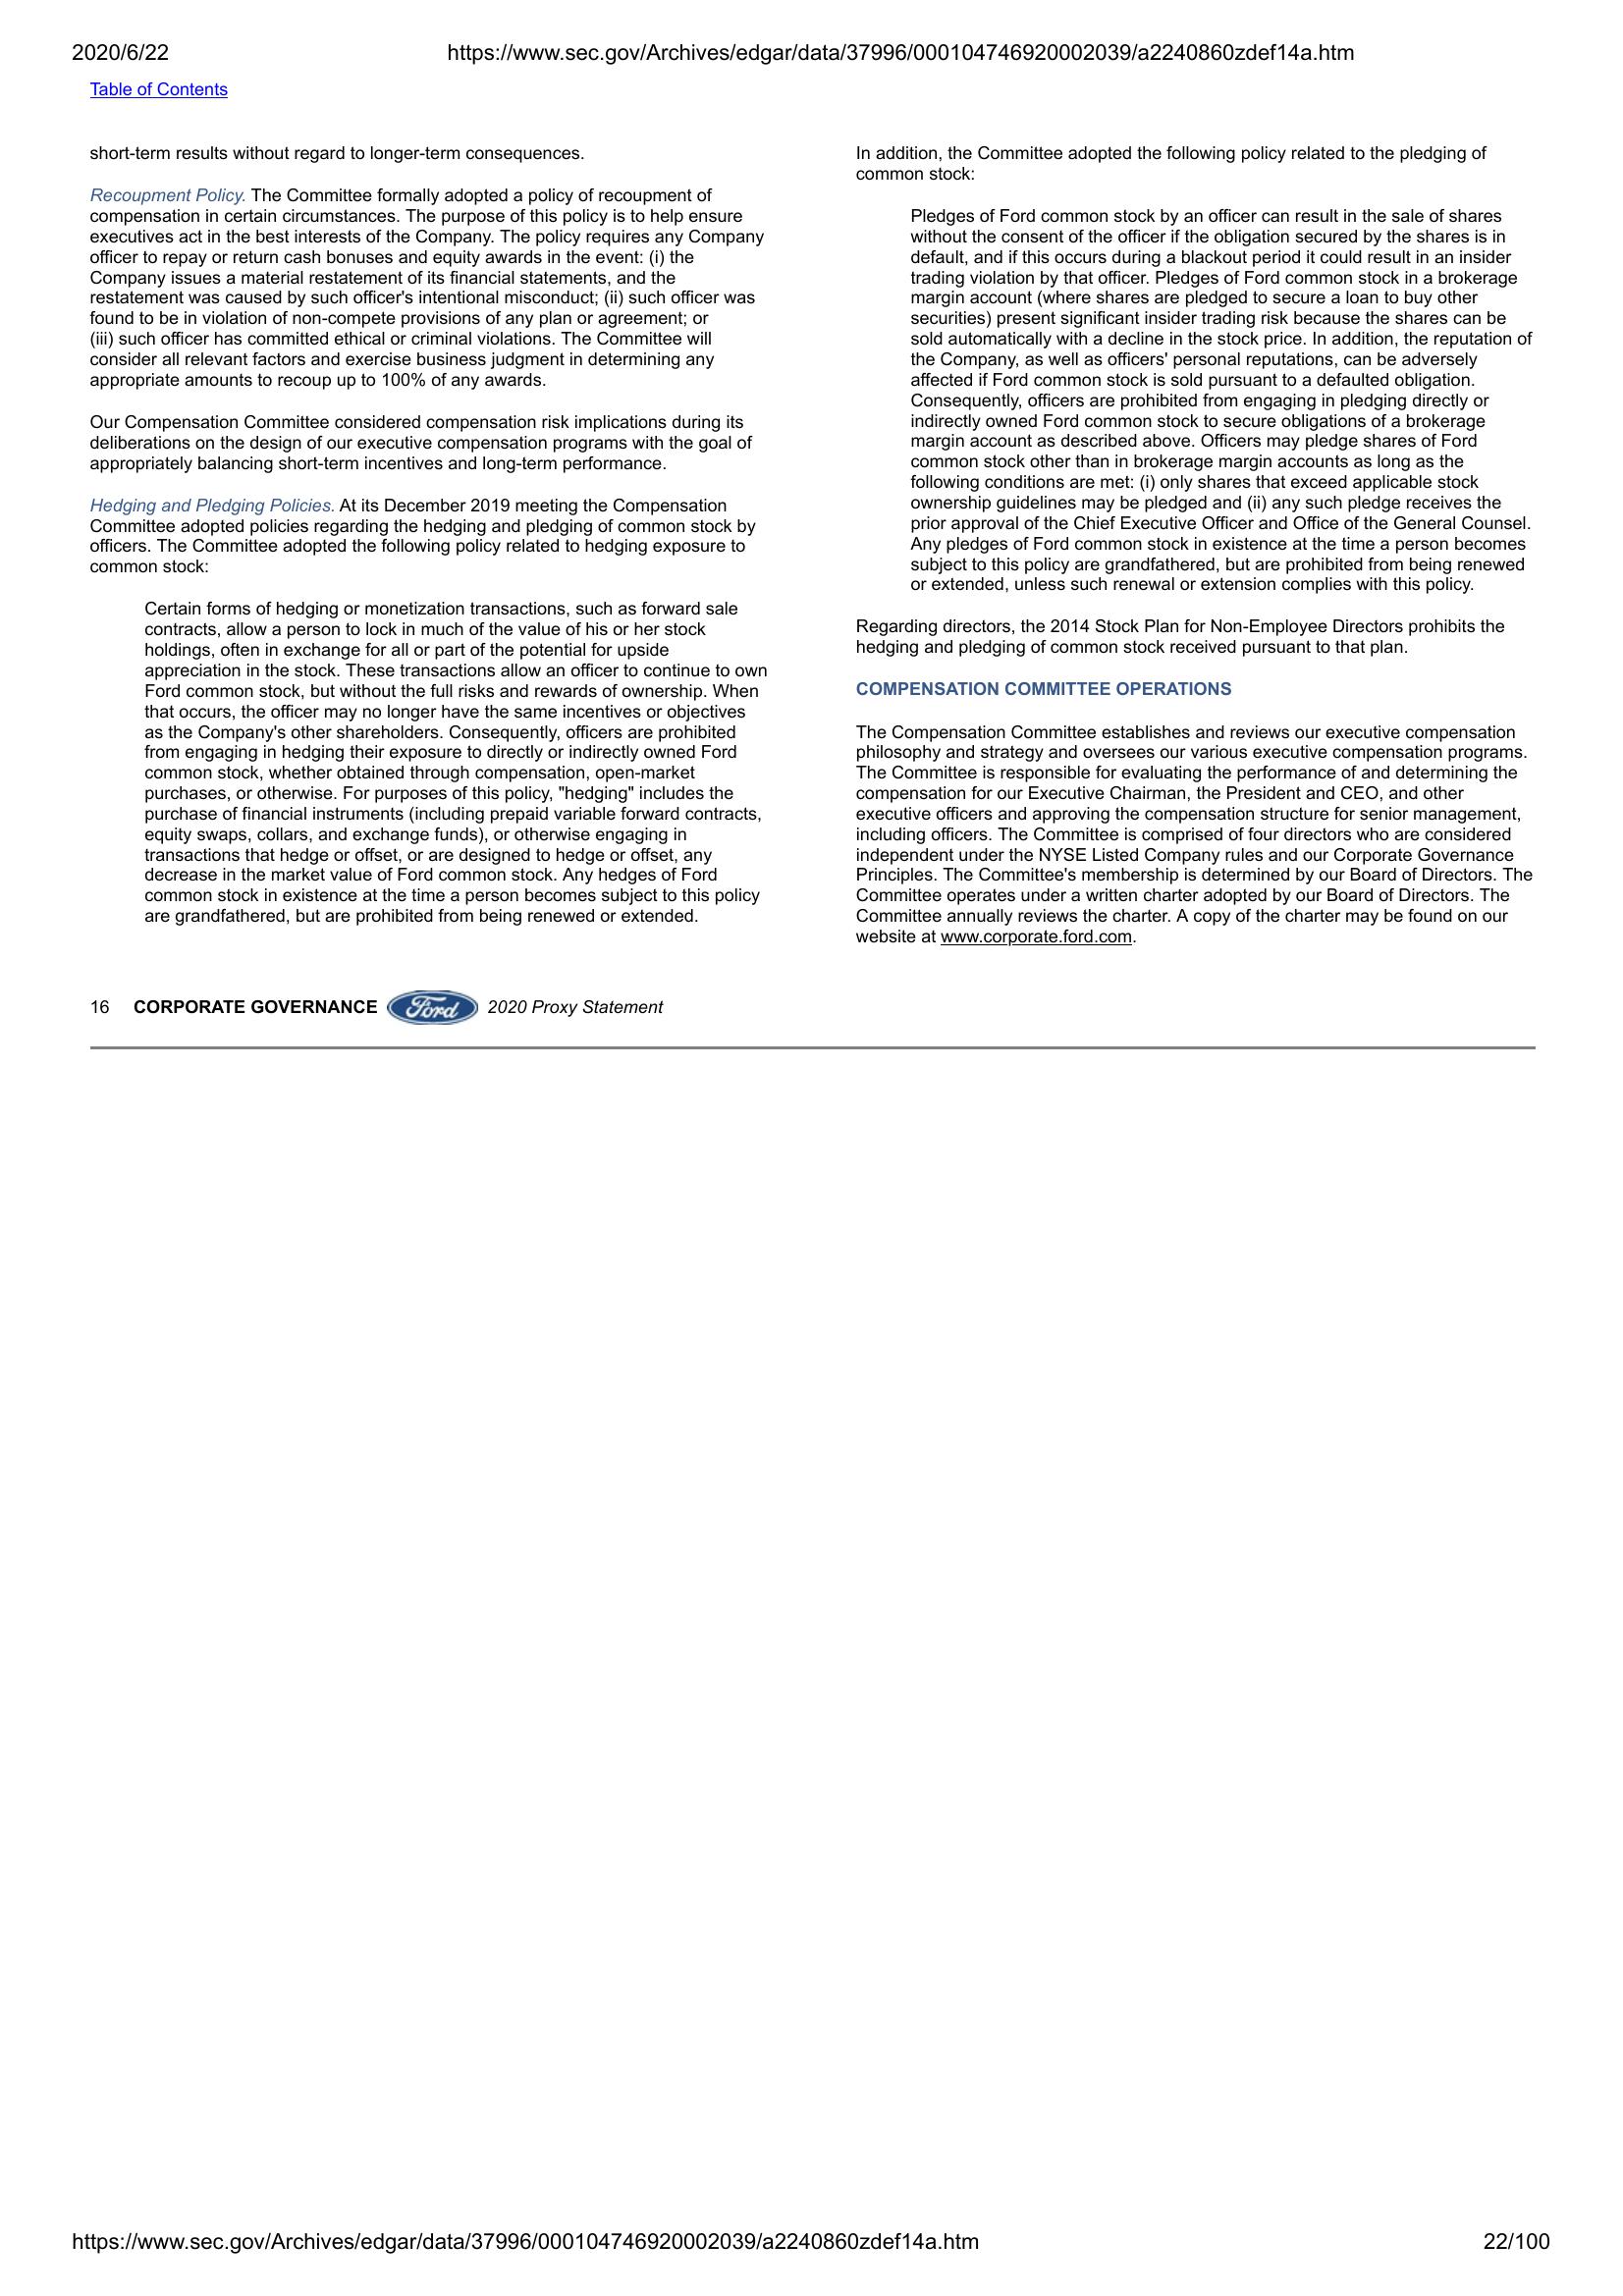 2020/6/22
https://www.sec.gov/Archives/edgar/data/37996/000104746920002039/a2240860zdef14a.htm
Table of Contents
short-term results without regard to longer-term consequences.
Recoupment Policy. The Committee formally adopted a policy of recoupment of
compensation in certain circumstances. The purpose of this policy is to help ensure
executives act in the best interests of the Company. The policy requires any Company
officer to repay or return cash bonuses and equity awards in the event: (i) the
Company issues a material restatement of its financial statements, and the
restatement was caused by such officer's intentional misconduct; (ii) such officer was
found to be in violation of non-compete provisions of any plan or agreement; or
(iii) such officer has committed ethical or criminal violations. The Committee will
consider all relevant factors and exercise business judgment in determining any
appropriate amounts to recoup up to 100% of any awards.
Our Compensation Committee considered compensation risk implications during its
deliberations on the design of our executive compensation programs with the goal of
appropriately balancing short-term incentives and long-term performance.
Hedging and Pledging Policies. At its December 2019 meeting the Compensation
Committee adopted policies regarding the hedging and pledging of common stock by
officers. The Committee adopted the following policy related to hedging exposure to
common stock:
Certain forms of hedging or monetization transactions, such as forward sale
contracts, allow a person to lock in much of the value of his or her stock
holdings, often in exchange for all or part of the potential for upside
appreciation in the stock. These transactions allow an officer to continue to own
Ford common stock, but without the full risks and rewards of ownership. When
that occurs, the officer may no longer have the same incentives or objectives
as the Company's other shareholders. Consequently, officers are prohibited
from engaging in hedging their exposure to directly or indirectly owned Ford
common stock, whether obtained through compensation, open-market
purchases, or otherwise. For purposes of this policy, "hedging" includes the
purchase of financial instruments (including prepaid variable forward contracts,
equity swaps, collars, and exchange funds), or otherwise engaging in
transactions that hedge or offset, or are designed to hedge or offset, any
decrease in the market value of Ford common stock. Any hedges of Ford
common stock in existence at the time a person becomes subject to this policy
are grandfathered, but are prohibited from being renewed or extended.
In addition, the Committee adopted the following policy related to the pledging of
common stock:
Pledges of Ford common stock by an officer can result in the sale of shares
without the consent of the officer if the obligation secured by the shares is in
default, and if this occurs during a blackout period it could result in an insider
trading violation by that officer. Pledges of Ford common stock in a brokerage
margin account (where shares are pledged to secure a loan to buy other
securities) present significant insider trading risk because the shares can be
sold automatically with a decline in the stock price. In addition, the reputation of
the Company, as well as officers' personal reputations, can be adversely
affected if Ford common stock is sold pursuant to a defaulted obligation.
Consequently, officers are prohibited from engaging in pledging directly or
indirectly owned Ford common stock to secure obligations of a brokerage
margin account as described above. Officers may pledge shares of Ford
common stock other than in brokerage margin accounts as long as the
following conditions are met: (i) only shares that exceed applicable stock
ownership guidelines may be pledged and (ii) any such pledge receives the
prior approval of the Chief Executive Officer and Office of the General Counsel.
Any pledges of Ford common stock in existence at the time a person becomes
subject to this policy are grandfathered, but are prohibited from being renewed
or extended, unless such renewal or extension complies with this policy.
Regarding directors, the 2014 Stock Plan for Non-Employee Directors prohibits the
hedging and pledging of common stock received pursuant to that plan.
COMPENSATION COMMITTEE OPERATIONS
The Compensation Committee establishes and reviews our executive compensation
philosophy and strategy and oversees our various executive compensation programs.
The Committee is responsible for evaluating the performance of and determining the
compensation for our Executive Chairman, the President and CEO, and other
executive officers and approving the compensation structure for senior management,
including officers. The Committee is comprised of four directors who are considered
independent under the NYSE Listed Company rules and our Corporate Governance
Principles. The Committee's membership is determined by our Board of Directors. The
Committee operates under a written charter adopted by our Board of Directors. The
Committee annually reviews the charter. A copy of the charter may be found on our
website at www.corporate.ford.com.
16 CORPORATE GOVERNANCE Ford 2020 Proxy Statement
https://www.sec.gov/Archives/edgar/data/37996/000104746920002039/a2240860zdef14a.htm
22/100